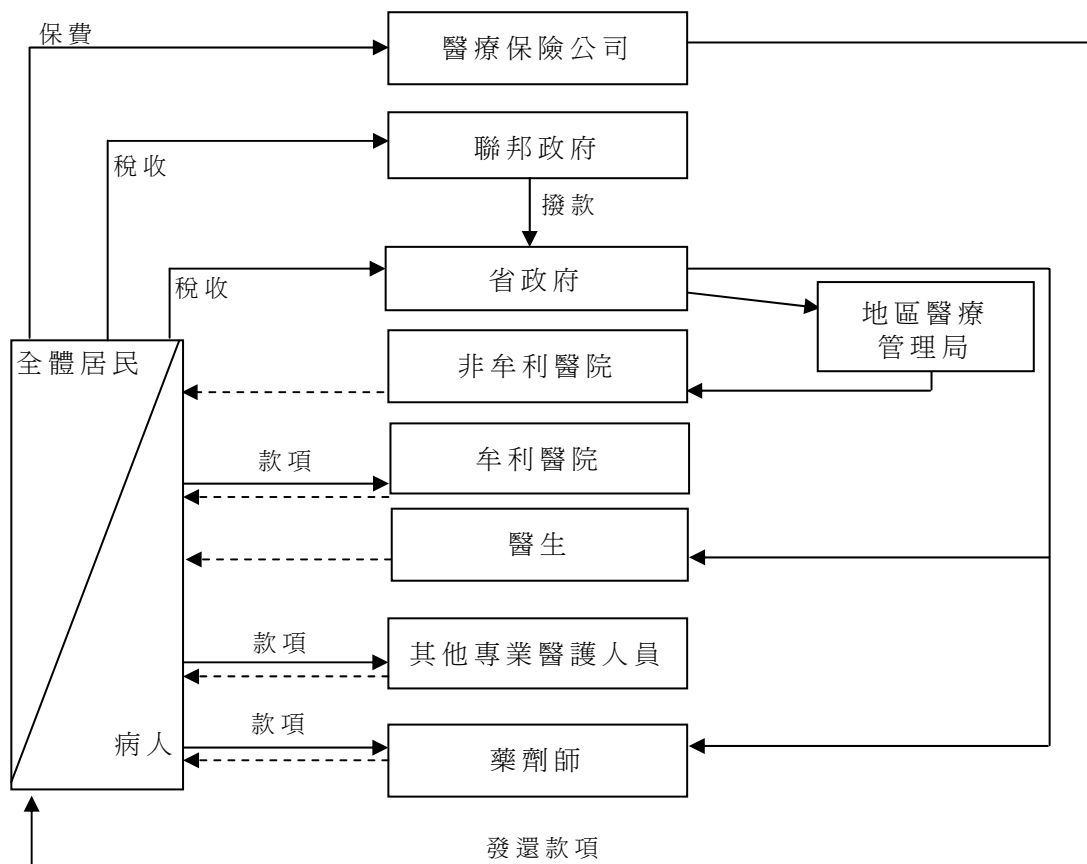 保費
醫療保險公司
聯邦政府
稅收
撥款
省政府
稅收
地區醫療
管理局
全體居民
非牟利醫院
牟利醫院
款項
醫生
款項
其他專業醫護人員
款項
病人
藥劑師
發還款項